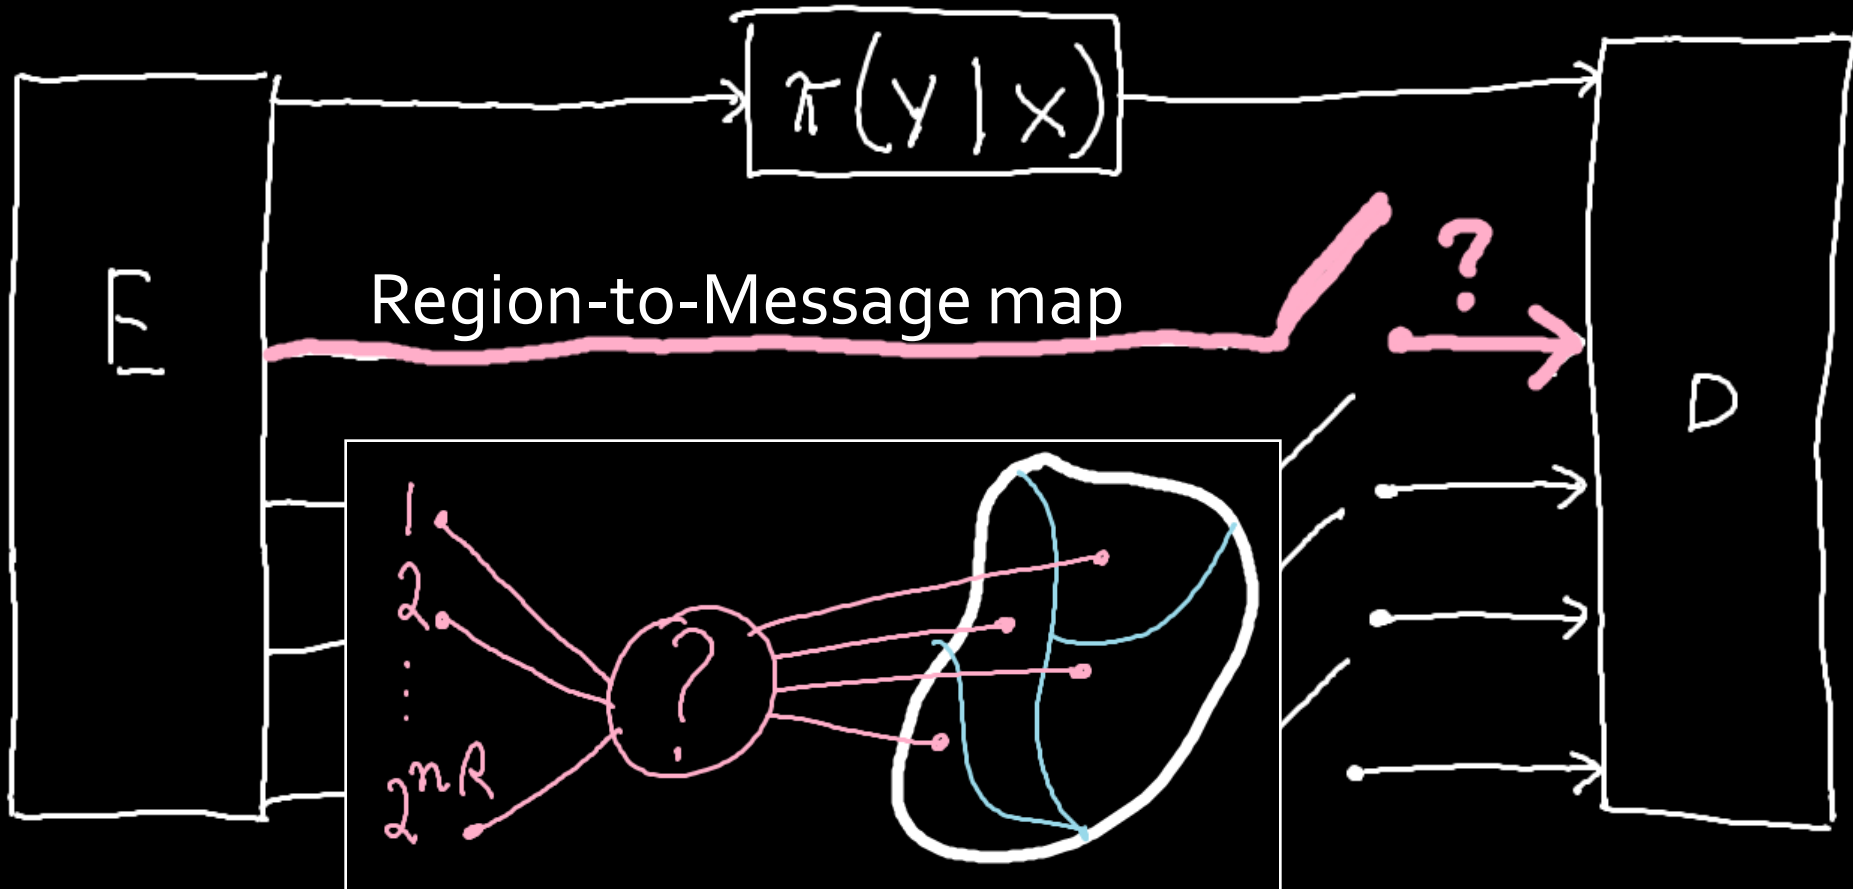 π(y|x)
E
Region-to-Message map
?
D
1
2
⋮
2^{nR}
?